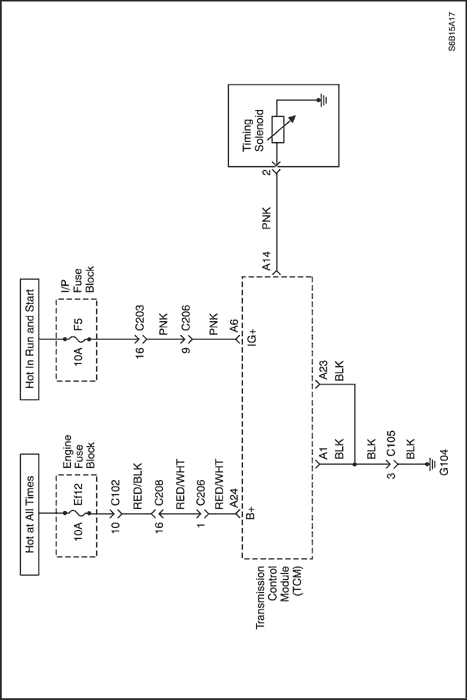 S6B15A17
Hot at All Times
Hot In Run and Start
Engine
Fuse
Block
Ef12
10A
I/P
Fuse
Block
F5
10A
10
C102
RED/BLK
16
C208
RED/WHT
1
C206
RED/WHT
A24
B+
16
C203
PNK
9
C206
PNK
A6
IG+
Timing
Solenoid
2
PNK
A14
Transmission
Control
Module
(TCM)
A1
BLK
A23
BLK
BLK
3
C105
BLK
G104